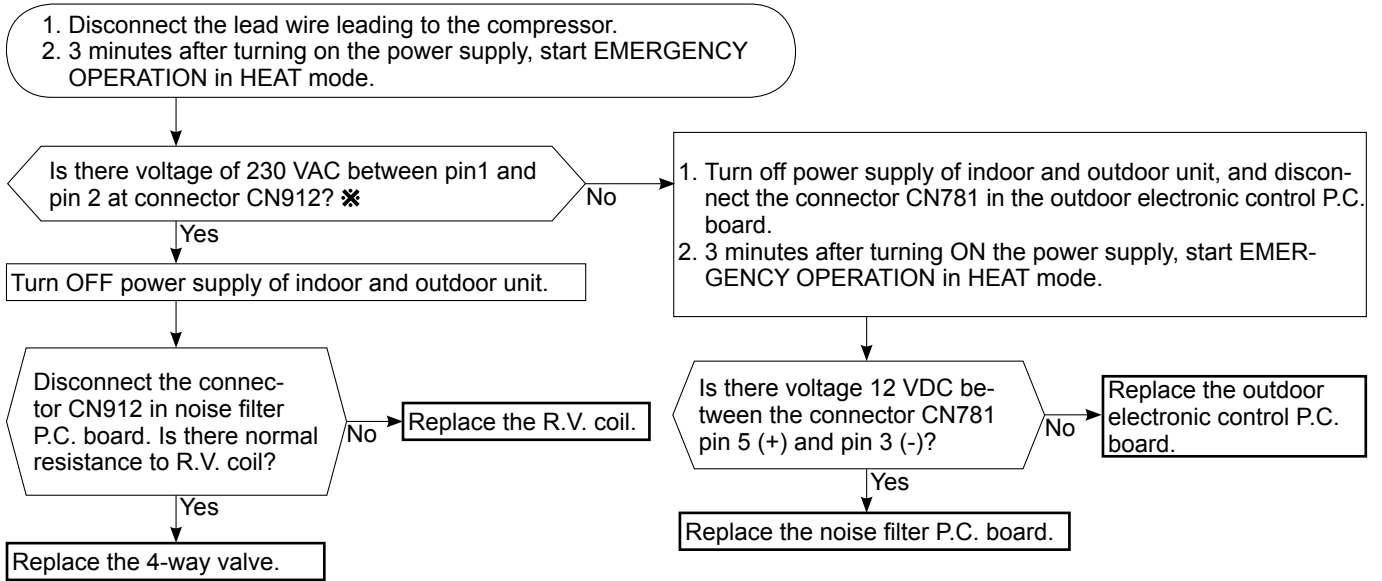 1. Disconnect the lead wire leading to the compressor.
2. 3 minutes after turning on the power supply, start EMERGENCY
OPERATION in HEAT mode.
Is there voltage of 230 VAC between pin1 and
pin 2 at connector CN912? ※
No
Yes
Turn OFF power supply of indoor and outdoor unit.
Disconnect the connec-
tor CN912 in noise filter
P.C. board. Is there normal
resistance to R.V. coil?
No
Replace the R.V. coil.
Yes
Replace the 4-way valve.
1. Turn off power supply of indoor and outdoor unit, and discon-
nect the connector CN781 in the outdoor electronic control P.C.
board.
2. 3 minutes after turning ON the power supply, start EMER-
GENCY OPERATION in HEAT mode.
Is there voltage 12 VDC be-
tween the connector CN781
pin 5 (+) and pin 3 (-)?
No
Replace the outdoor
electronic control P.C.
board.
Yes
Replace the noise filter P.C. board.